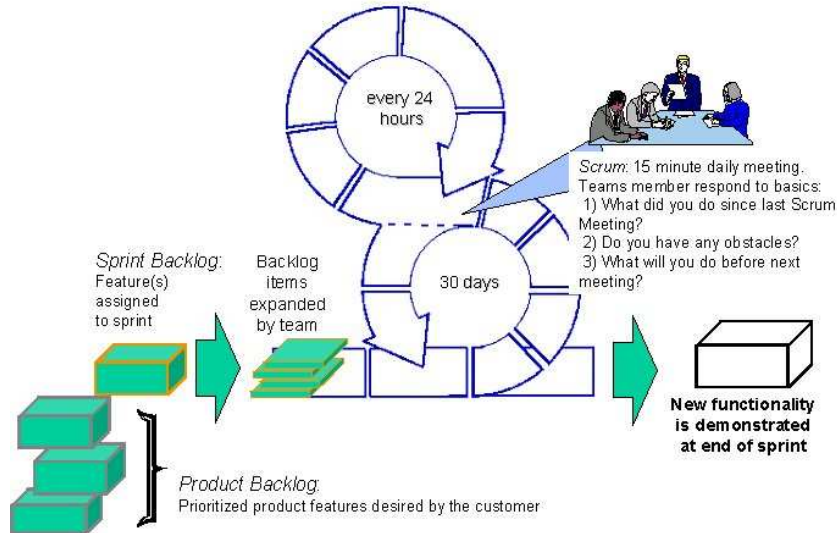 every 24
hours
Scrum: 15 minute daily meeting.
Teams member respond to basics:
1) What did you do since last Scrum
Meeting?
2) Do you have any obstacles?
3) What will you do before next
meeting?
Sprint Backlog:
Feature(s)
assigned
to sprint
Backlog
items
expanded
by team
30 days
New functionality
is demonstrated
at end of sprint
Product Backlog:
Prioritized product features desired by the customer